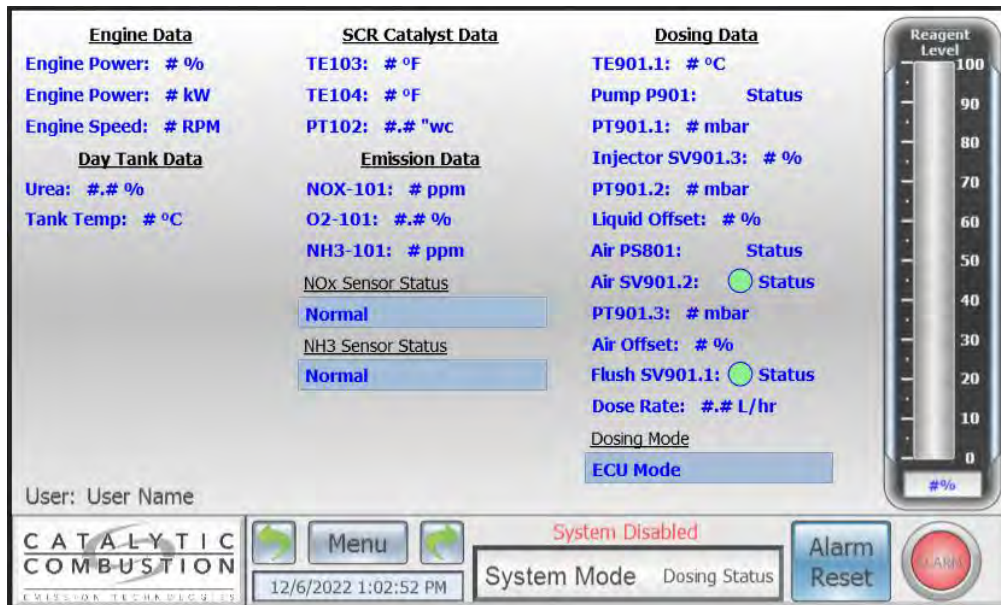 Engine Data
Engine Power: # %
Engine Power: # kW
Engine Speed: # RPM
Day Tank Data
Urea: #.# %
Tank Temp: # ºC
SCR Catalyst Data
TE103: # ºF
TE104: # ºF
PT102: #.# "wc
Emission Data
NOX-101: # ppm
O2-101: #.# %
NH3-101: # ppm
NOx Sensor Status
Normal
NH3 Sensor Status
Normal
Dosing Data
TE901.1: # ºC
Pump P901: Status
PT901.1: # mbar
Injector SV901.3: # %
PT901.2: # mbar
Liquid Offset: # %
Air PS801: Status
Air SV901.2: Status
PT901.3: # mbar
Air Offset: # %
Flush SV901.1: Status
Dose Rate: #.# L/hr
Dosing Mode
ECU Mode
Reagent
Level
100
90
80
70
60
50
40
30
20
10
0
#%
User: User Name
CATALYTIC
COMBUSTION
EMISSION TECHNOLOGIES
Menu
12/6/2022 1:02:52 PM
System Disabled
System Mode Dosing Status
Alarm
Reset
ALARM